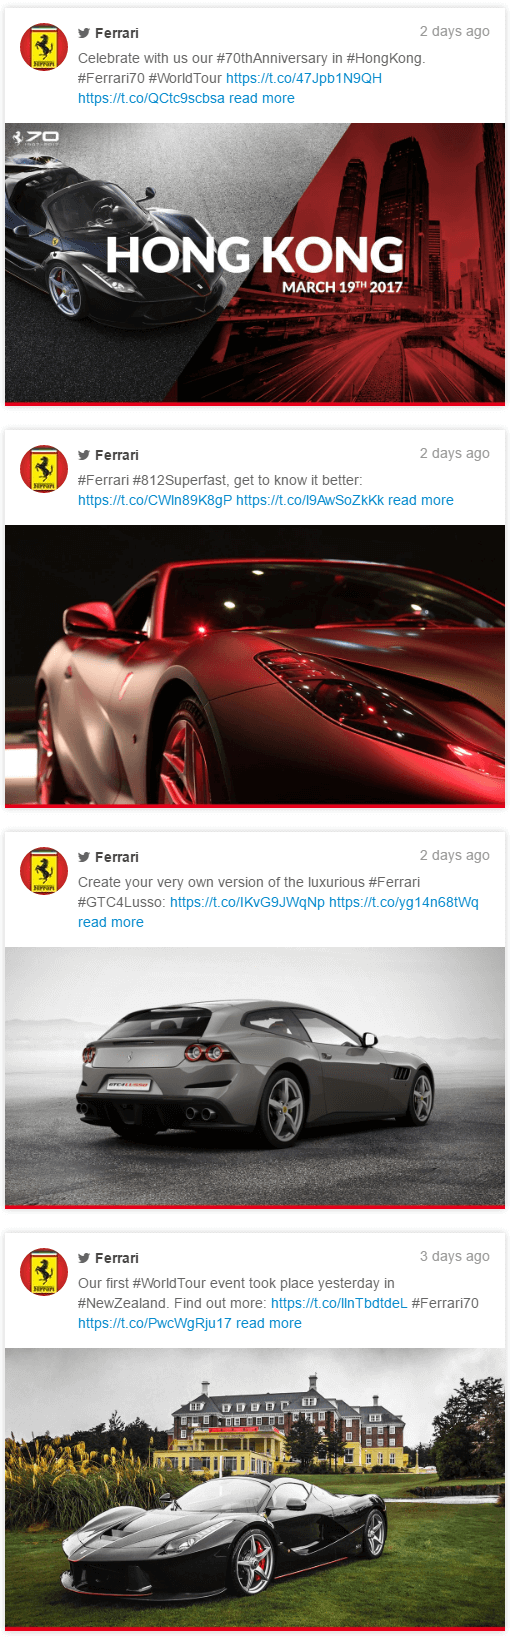 Ferrari
2 days ago
Celebrate with us our #70thAnniversary in #HongKong.
#Ferrari70 #WorldTour https://t.co/47Jpb1N9QH
https://t.co/QCtc9scbsa read more
70
HONG KONG
MARCH 19TH 2017
Ferrari
2 days ago
#Ferrari #812Superfast, get to know it better:
https://t.co/CWIn89K8gP https://t.co/I9AwSoZkKk read more
Ferrari
2 days ago
Create your very own version of the luxurious #Ferrari
#GTC4Lusso: https://t.co/IKvG9JWqNp https://t.co/yg14n68tWq
read more
GTC4LUSSO
Ferrari
3 days ago
Our first #WorldTour event took place yesterday in
#NewZealand. Find out more: https://t.co/IInTbdtdeL #Ferrari70
https://t.co/PwcWgRju17 read more